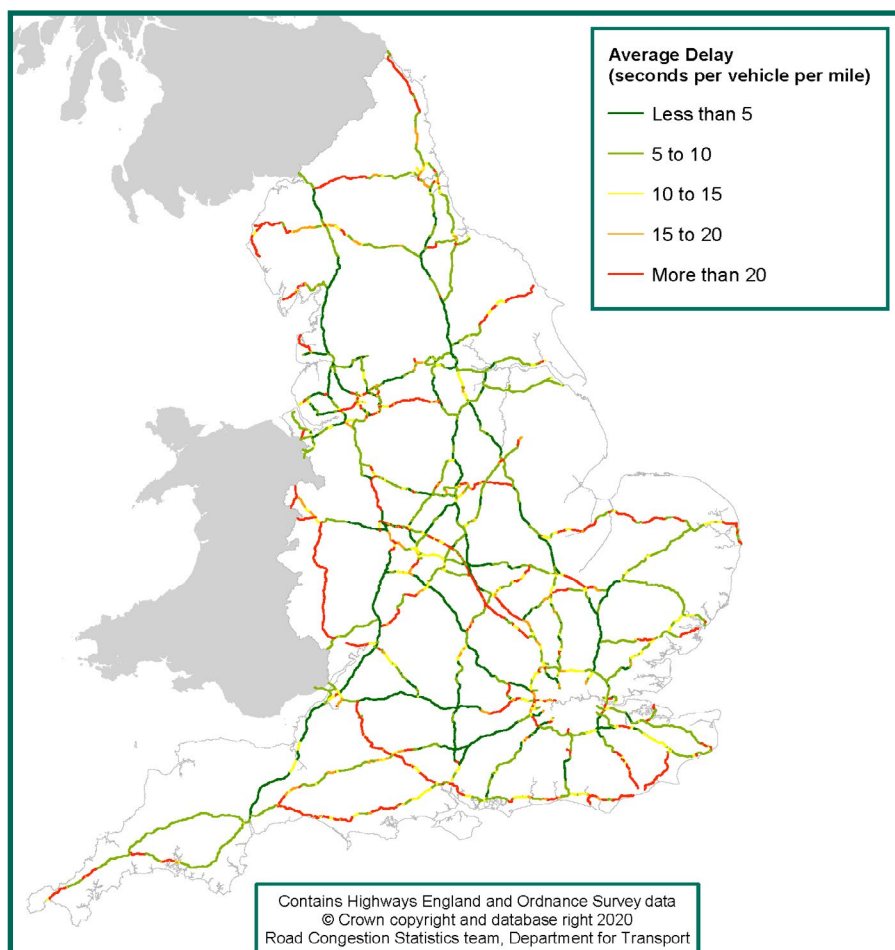 Average Delay
(seconds per vehicle per mile)
Less than 5
5 to 10
10 to 15
15 to 20
More than 20
Contains Highways England and Ordnance Survey data
© Crown copyright and database right 2020
Road Congestion Statistics team, Department for Transport